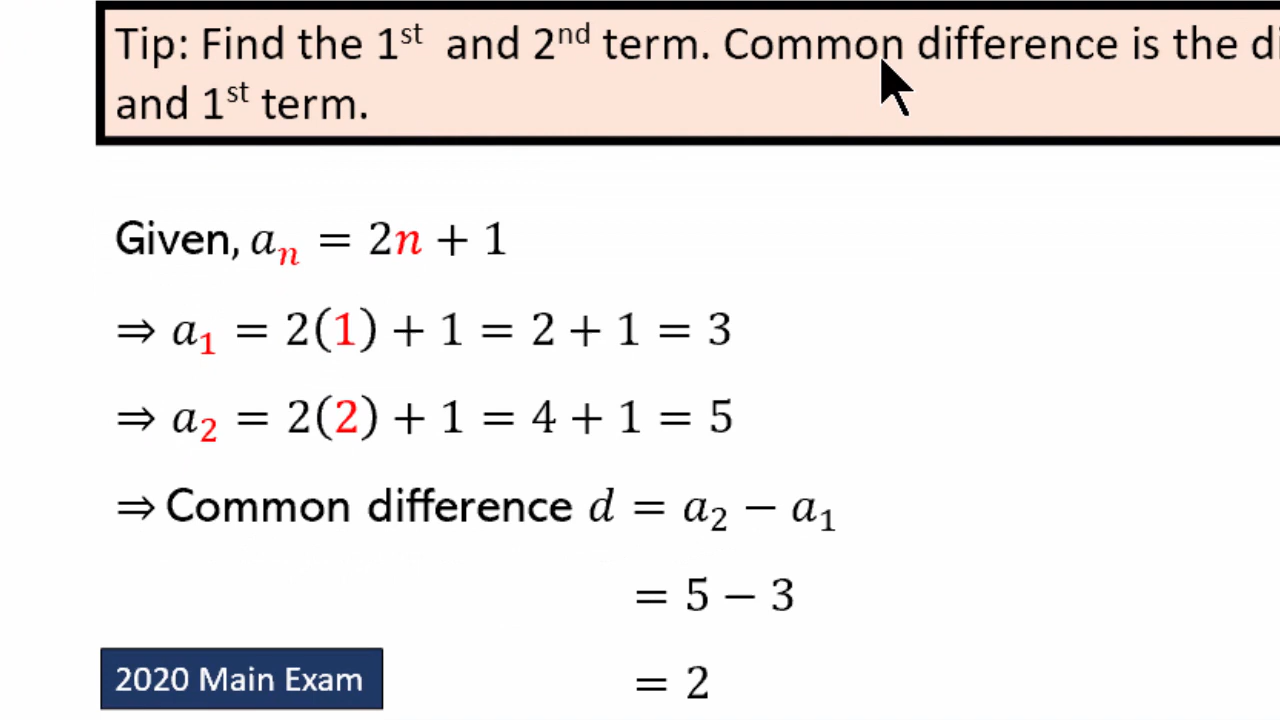 Tip: Find the 1st and 2nd term. Common difference is the
and 1st term.
Given, aₙ = 2n + 1
⇒ a₁ = 2(1) + 1 = 2 + 1 = 3
⇒ a₂ = 2(2) + 1 = 4 + 1 = 5
⇒ Common difference d = a₂ − a₁
= 5 − 3
2020 Main Exam
= 2